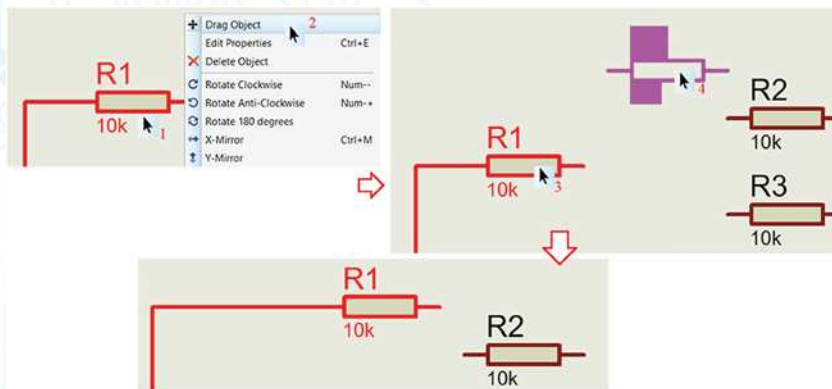 Drag Object 2
Edit Properties Ctrl+E
Delete Object
Rotate Clockwise Num--
Rotate Anti-Clockwise Num-+
Rotate 180 degrees
X-Mirror Ctrl+M
Y-Mirror
R1
10k
1
4
R2
10k
R1
10k
3
R3
10k
R1
10k
R2
10k